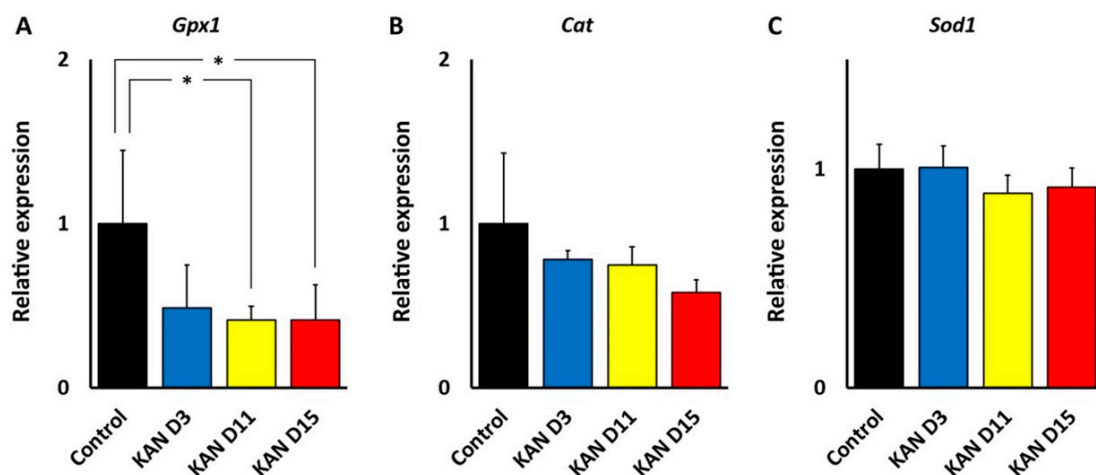 A
Gpx1
Relative expression
2
1
0
*
*
Control
KAN D3
KAN D11
KAN D15
B
Cat
Relative expression
2
1
0
Control
KAN D3
KAN D11
KAN D15
C
Sod1
Relative expression
1
0
Control
KAN D3
KAN D11
KAN D15